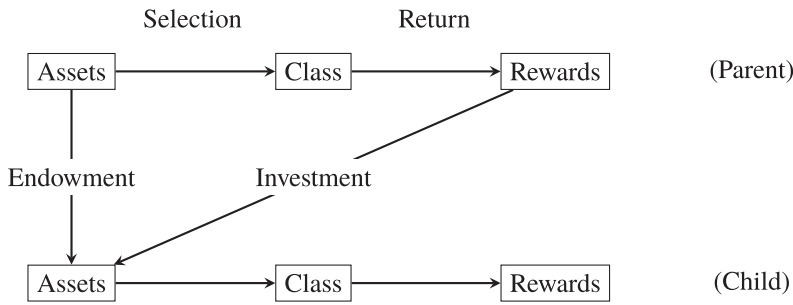 Selection Return
Assets Class Rewards (Parent)
Endowment Investment
Assets Class Rewards (Child)